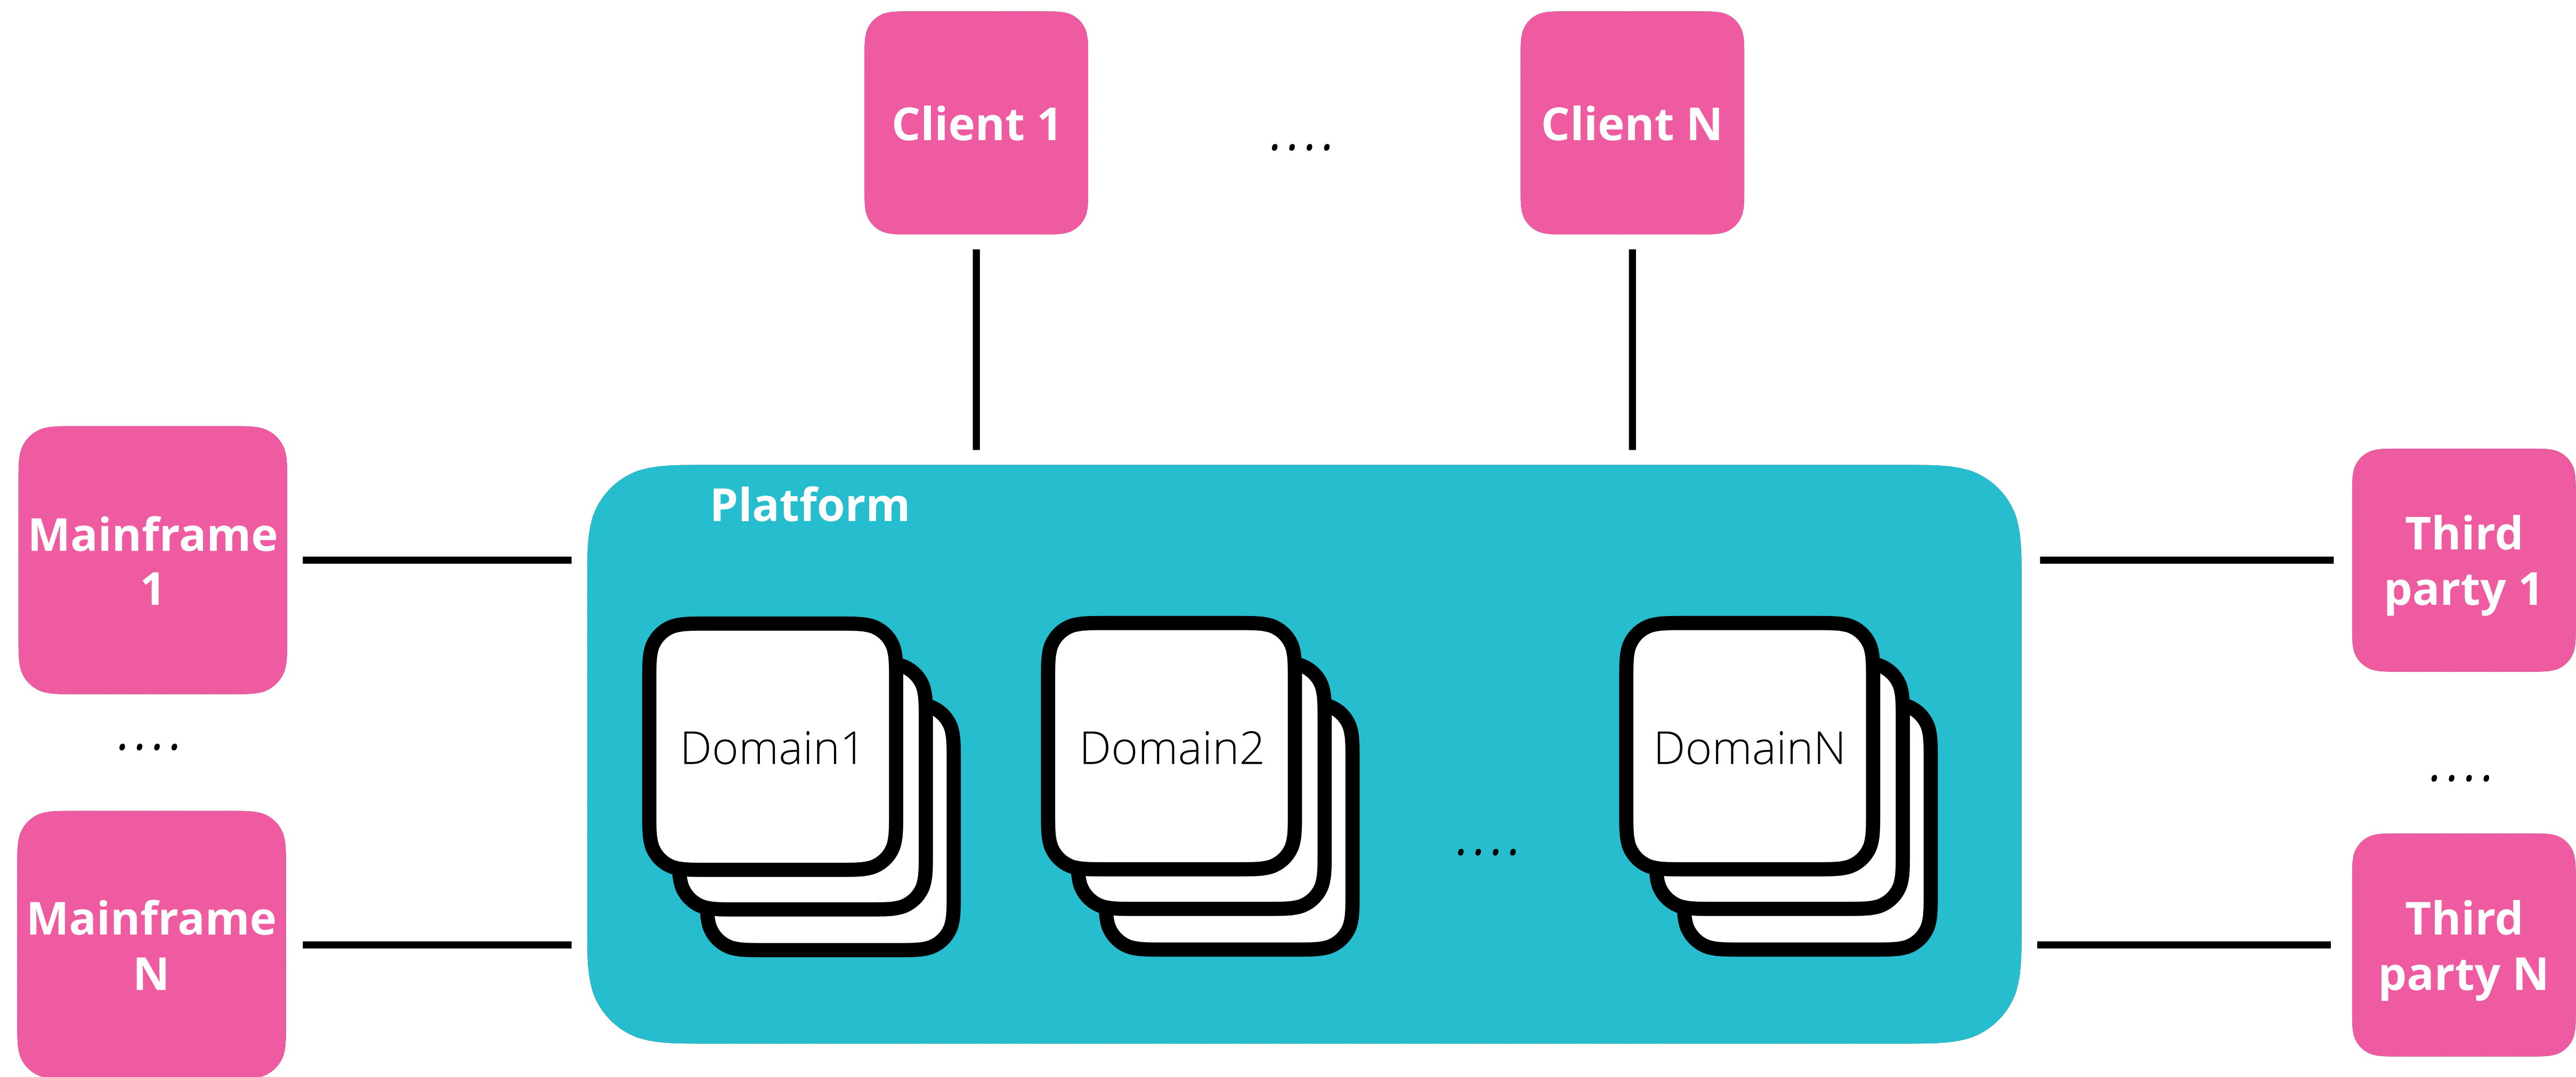 Client 1
....
Client N
Platform
Mainframe
1
....
Mainframe
N
Domain1
Domain2
....
DomainN
Third
party 1
....
Third
party N